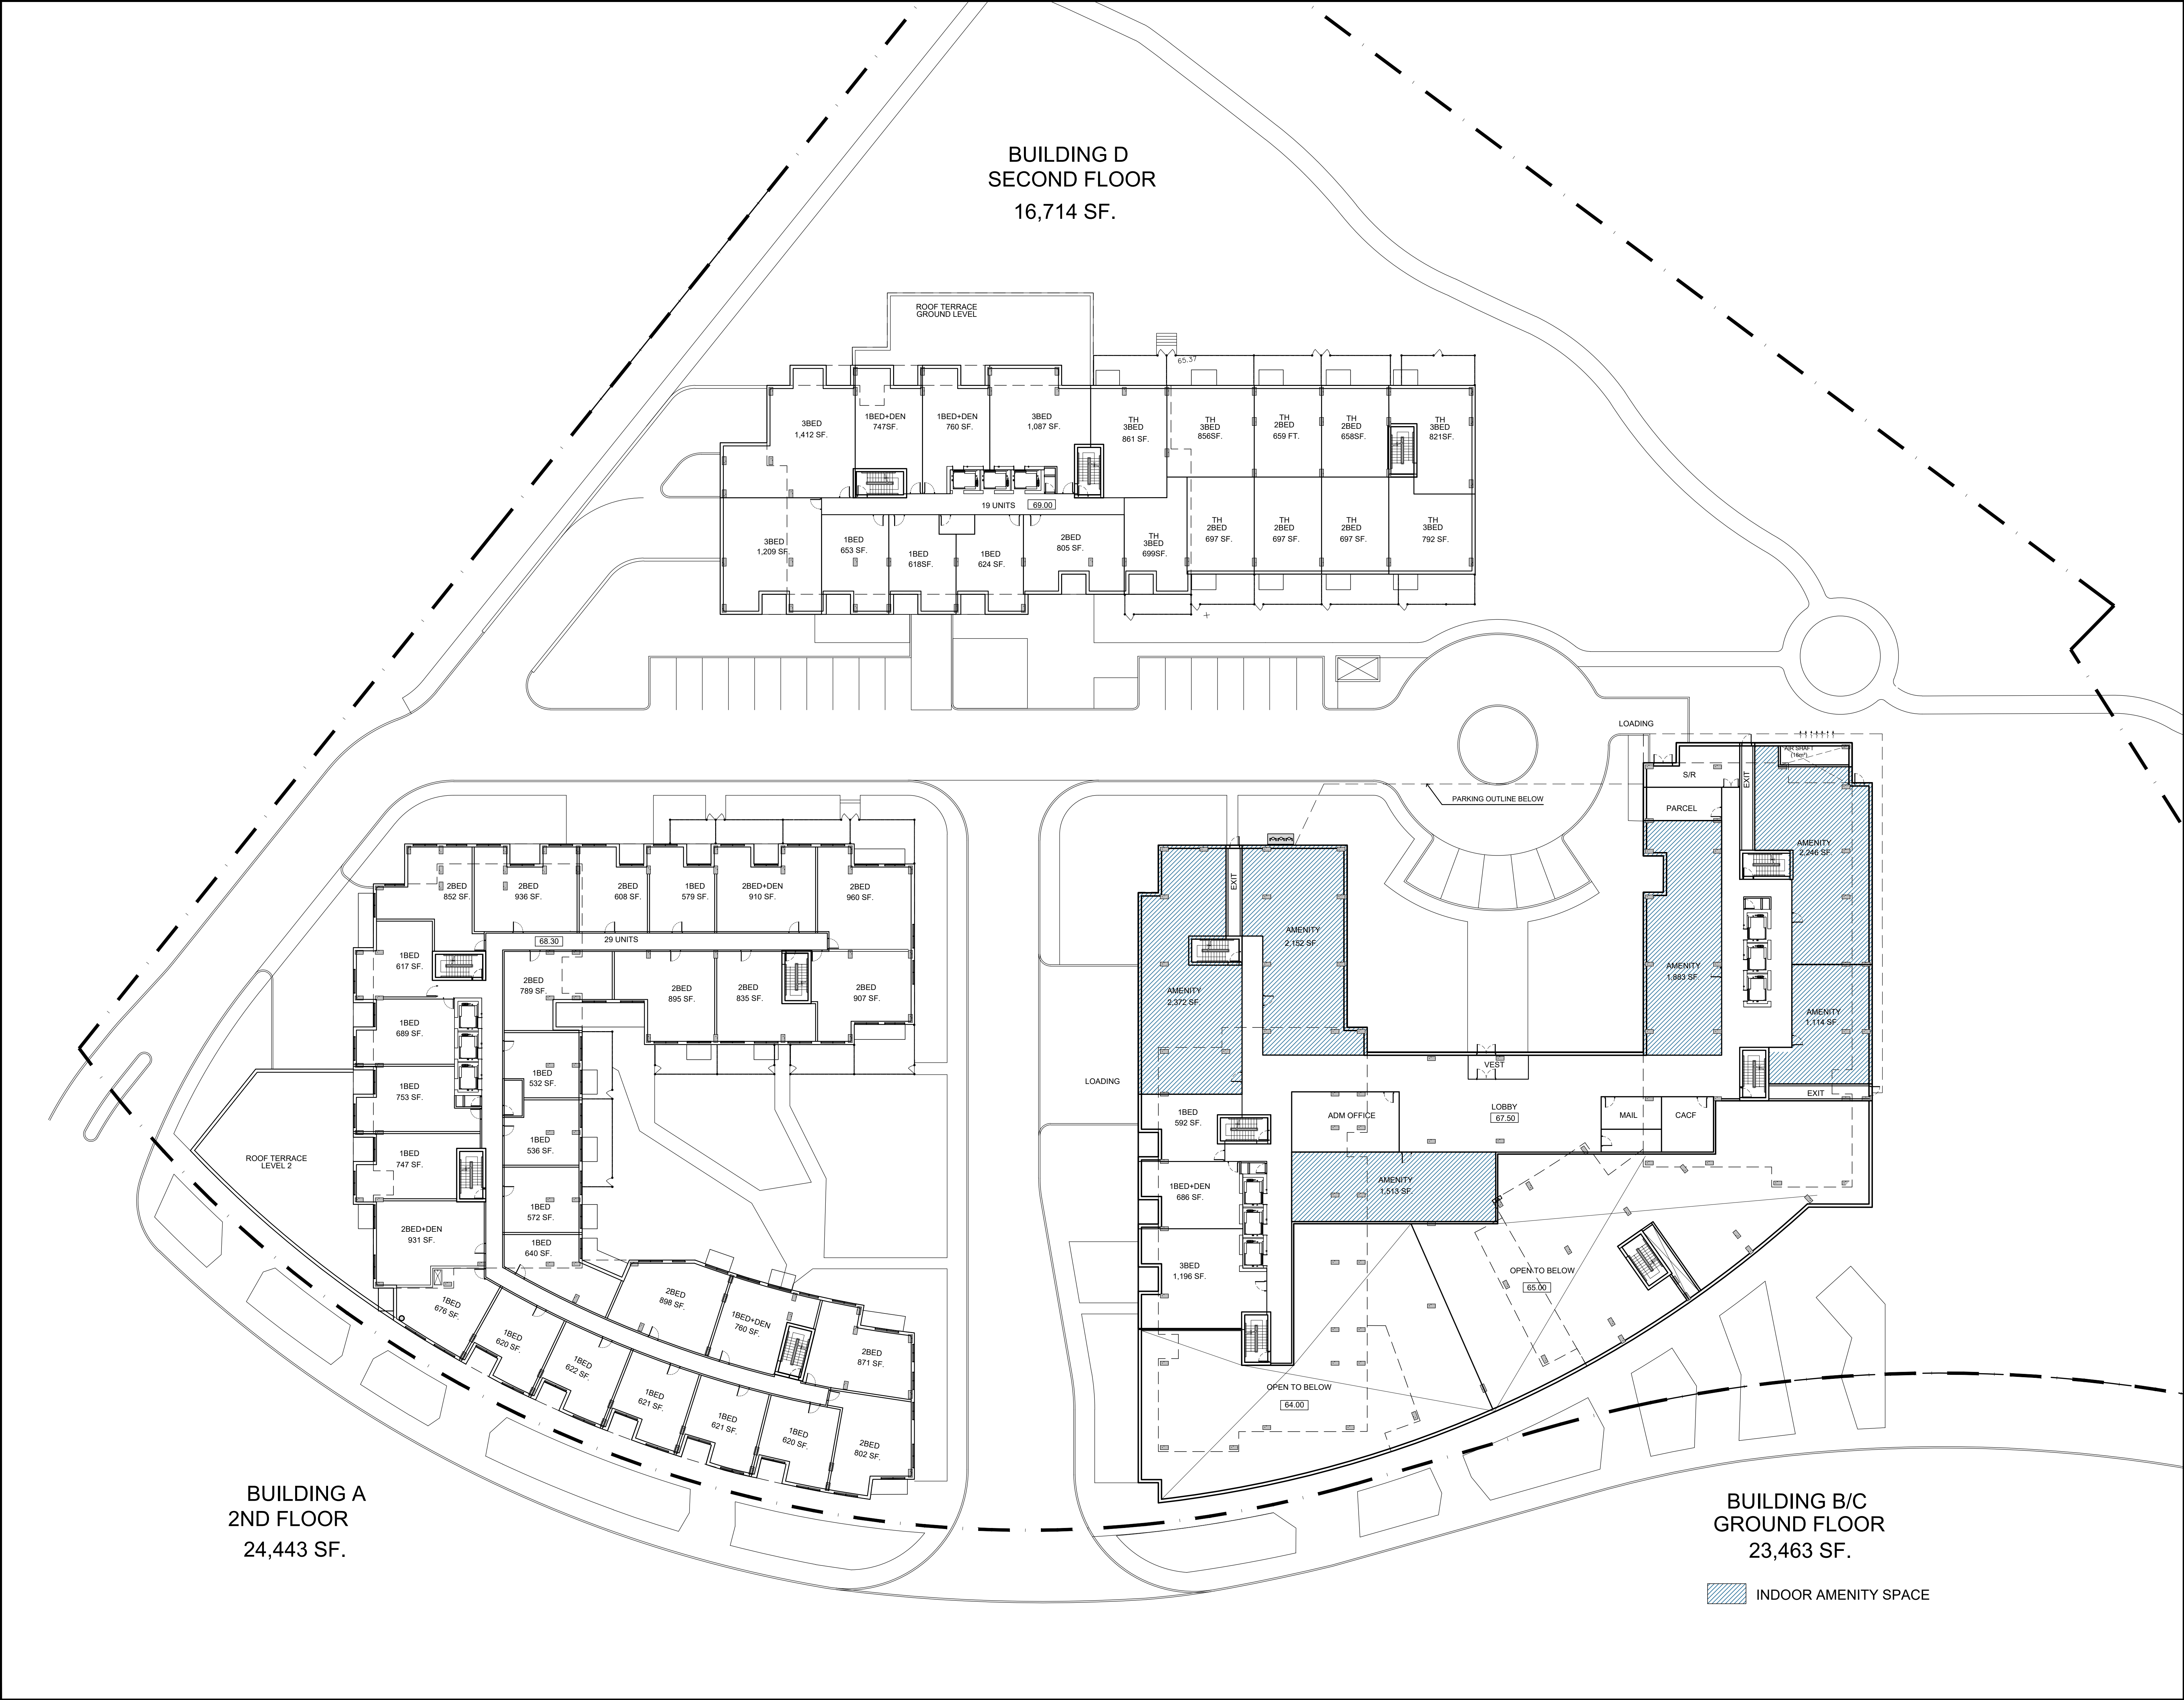 BUILDING D
SECOND FLOOR
16,714 SF.
ROOF TERRACE
GROUND LEVEL
65.37
3BED
1,412 SF.
1BED+DEN
747SF.
1BED+DEN
760 SF.
3BED
1,087 SF.
TH
3BED
861 SF.
TH
3BED
856SF.
TH
2BED
659 FT.
TH
2BED
658SF.
TH
3BED
821SF.
19 UNITS
69.00
3BED
1,209 SF.
1BED
653 SF.
1BED
618SF.
1BED
624 SF.
2BED
805 SF.
TH
3BED
699SF.
TH
2BED
697 SF.
TH
2BED
697 SF.
TH
2BED
697 SF.
TH
3BED
792 SF.
LOADING
AIR SHAFT
(16m²)
S/R
EXIT
PARCEL
PARKING OUTLINE BELOW
AMENITY
2,246 SF.
2BED
852 SF.
2BED
936 SF.
2BED
608 SF.
1BED
579 SF.
2BED+DEN
910 SF.
2BED
960 SF.
EXIT
AMENITY
2,152 SF.
68.30
29 UNITS
1BED
617 SF.
2BED
789 SF.
2BED
895 SF.
2BED
835 SF.
2BED
907 SF.
AMENITY
2,372 SF.
AMENITY
1,883 SF.
AMENITY
1,114 SF.
1BED
689 SF.
1BED
532 SF.
1BED
753 SF.
VEST
LOADING
EXIT
1BED
592 SF.
ADM OFFICE
LOBBY
67.50
MAIL
CACF
1BED
536 SF.
1BED
747 SF.
ROOF TERRACE
LEVEL 2
1BED+DEN
686 SF.
AMENITY
1,513 SF.
1BED
572 SF.
2BED+DEN
931 SF.
1BED
640 SF.
3BED
1,196 SF.
OPEN TO BELOW
65.00
1BED
676 SF.
2BED
898 SF.
1BED+DEN
760 SF.
1BED
620 SF.
1BED
622 SF.
2BED
871 SF.
1BED
621 SF.
1BED
621 SF.
1BED
620 SF.
2BED
802 SF.
OPEN TO BELOW
64.00
BUILDING A
2ND FLOOR
24,443 SF.
BUILDING B/C
GROUND FLOOR
23,463 SF.
INDOOR AMENITY SPACE